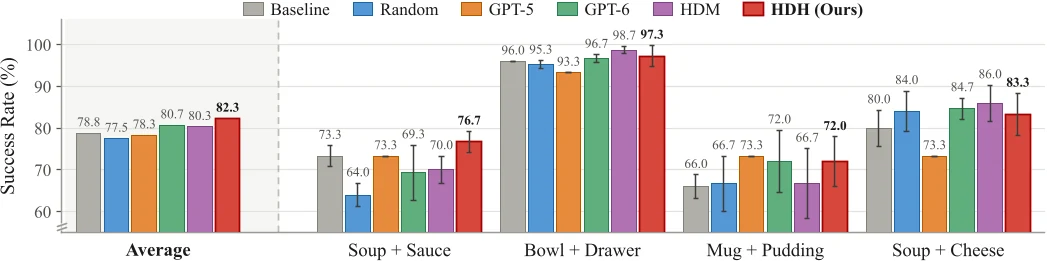 Baseline Random GPT-5 GPT-6 HDM HDH (Ours)
Success Rate (%)
100
90
80
70
60
78.8 77.5 78.3 80.7 80.3 82.3
73.3 64.0 73.3 69.3 70.0 76.7
96.0 95.3 93.3 96.7 98.7 97.3
66.0 66.7 73.3 72.0 66.7 72.0
80.0 84.0 73.3 84.7 86.0 83.3
Average Soup + Sauce Bowl + Drawer Mug + Pudding Soup + Cheese